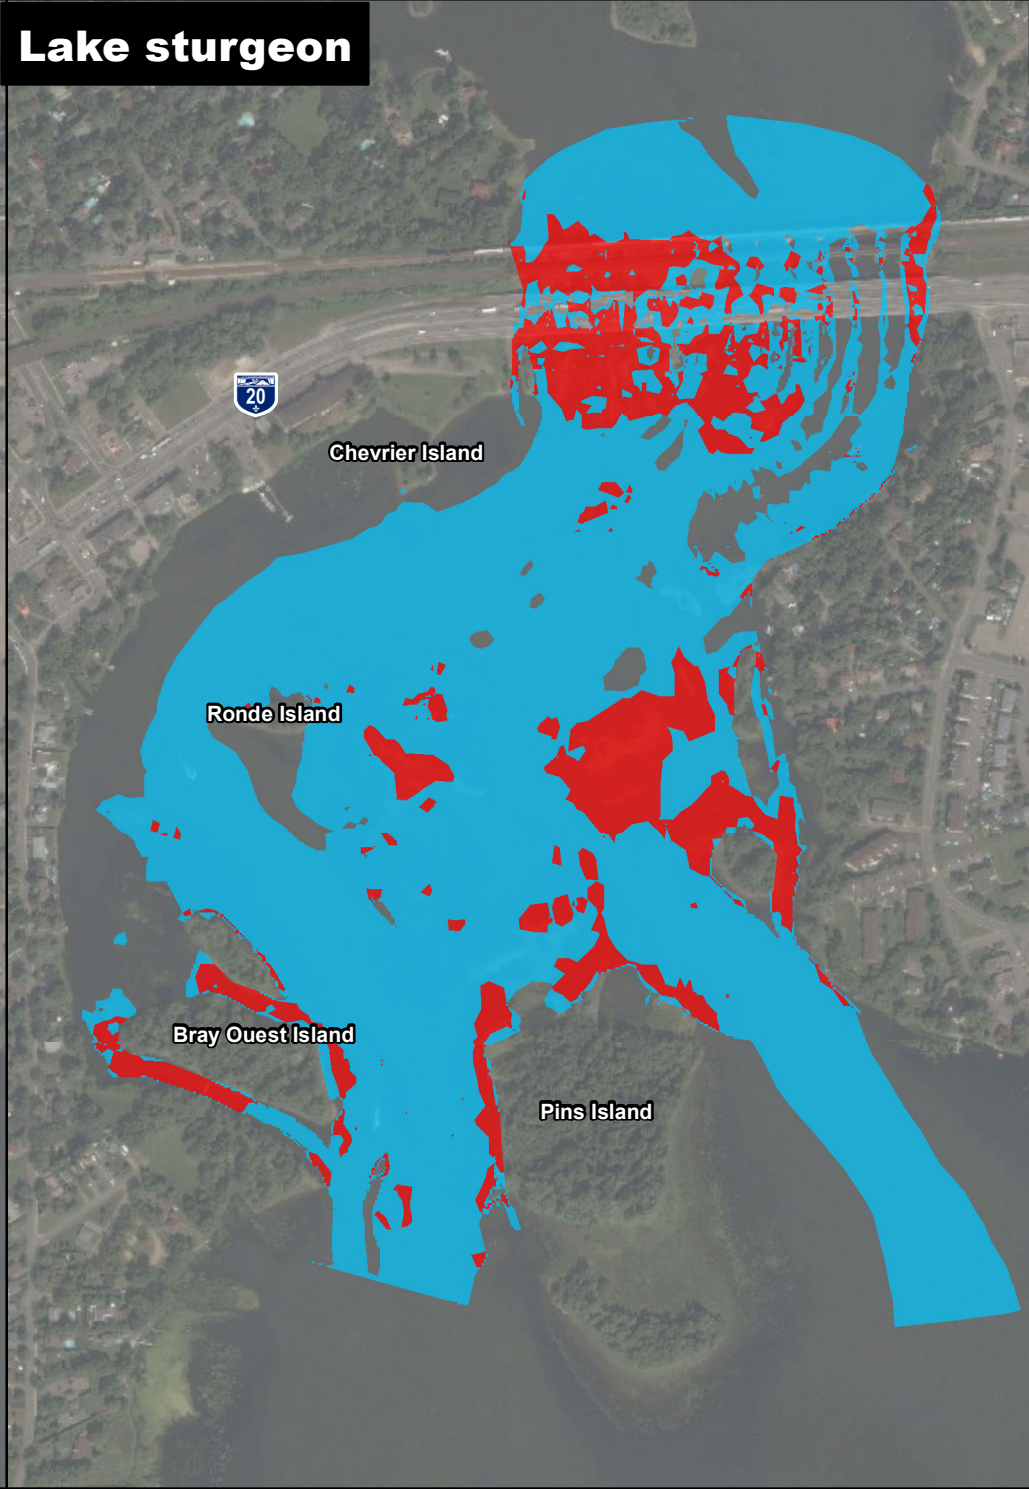 Lake sturgeon
20
Chevrier Island
Ronde Island
Bray Ouest Island
Pins Island